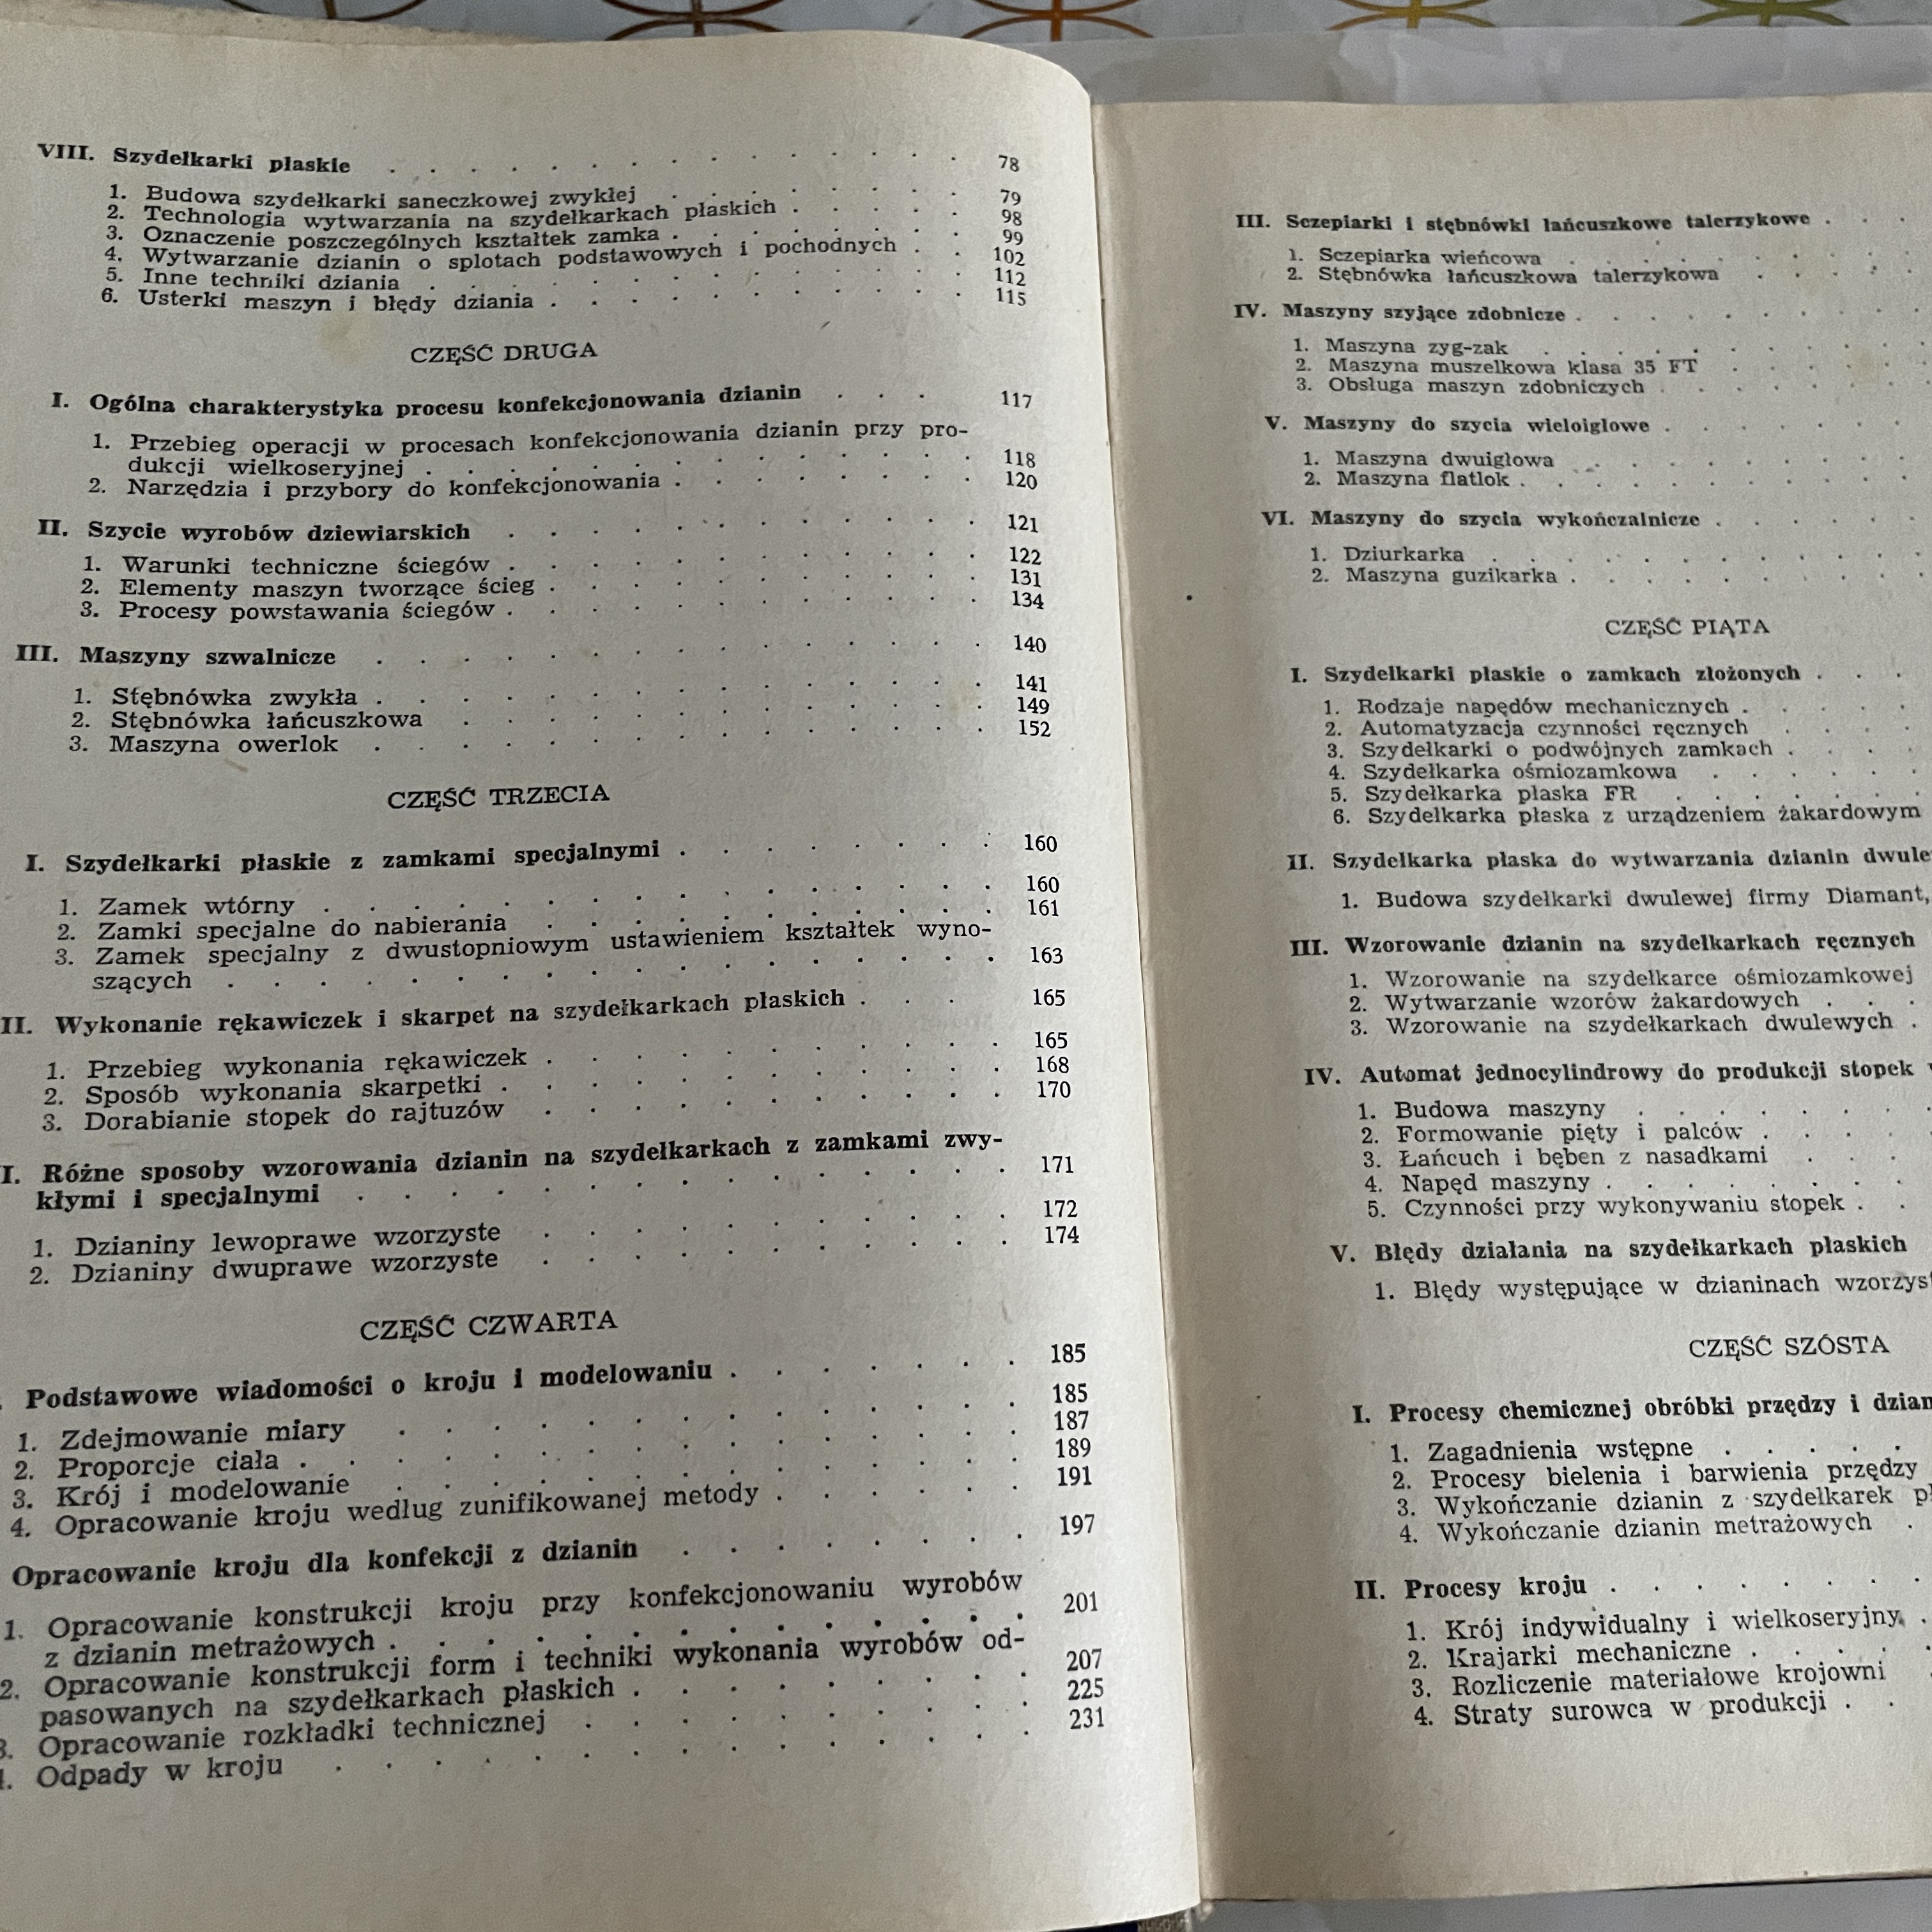 VIII. Szydełkarki płaskie . . . . . . . . . . . . . 78
1. Budowa szydełkarki saneczkowej zwykłej . . . . . . . 79
2. Technologia wytwarzania na szydełkarkach płaskich . . . . . 98
3. Oznaczenie poszczególnych kształtek zamka . . . . . . . 99
4. Wytwarzanie dzianin o splotach podstawowych i pochodnych . . 102
5. Inne techniki dziania . . . . . . . . . . . . 112
6. Usterki maszyn i błędy dziania . . . . . . . . . . 115
CZĘŚĆ DRUGA
I. Ogólna charakterystyka procesu konfekcjonowania dzianin . . . 117
1. Przebieg operacji w procesach konfekcjonowania dzianin przy pro-
dukcji wielkoseryjnej . . . . . . . . . . . . . 118
2. Narzędzia i przybory do konfekcjonowania . . . . . . . 120
II. Szycie wyrobów dziewiarskich . . . . . . . . . . . 121
1. Warunki techniczne ściegów . . . . . . . . . . . 122
2. Elementy maszyn tworzące ścieg . . . . . . . . . . 131
3. Procesy powstawania ściegów . . . . . . . . . . . 134
III. Maszyny szwalnicze . . . . . . . . . . . . . . 140
1. Stębnówka zwykła . . . . . . . . . . . . . . 141
2. Stębnówka łańcuszkowa . . . . . . . . . . . . 149
3. Maszyna owerlok . . . . . . . . . . . . . . 152
CZĘŚĆ TRZECIA
I. Szydełkarki płaskie z zamkami specjalnymi . . . . . . . . 160
1. Zamek wtórny . . . . . . . . . . . . . . . 160
2. Zamki specjalne do nabierania . . . . . . . . . . 161
3. Zamek specjalny z dwustopniowym ustawieniem kształtek wyno-
szących . . . . . . . . . . . . . . . . . 163
II. Wykonanie rękawiczek i skarpet na szydełkarkach płaskich . . . 165
1. Przebieg wykonania rękawiczek . . . . . . . . . . . 165
2. Sposób wykonania skarpetki . . . . . . . . . . . . 168
3. Dorabianie stopek do rajtuzów . . . . . . . . . . . 170
I. Różne sposoby wzorowania dzianin na szydełkarkach z zamkami zwy-
kłymi i specjalnymi . . . . . . . . . . . . . . . 171
1. Dzianiny lewoprawe wzorzyste . . . . . . . . . . . 172
2. Dzianiny dwuprawe wzorzyste . . . . . . . . . . . 174
CZĘŚĆ CZWARTA
Podstawowe wiadomości o kroju i modelowaniu . . . . . . . 185
1. Zdejmowanie miary . . . . . . . . . . . . . . 185
2. Proporcje ciała . . . . . . . . . . . . . . . . 187
3. Krój i modelowanie . . . . . . . . . . . . . . 189
4. Opracowanie kroju według zunifikowanej metody . . . . . . 191
Opracowanie kroju dla konfekcji z dzianin . . . . . . . . 197
1. Opracowanie konstrukcji kroju przy konfekcjonowaniu wyrobów
z dzianin metrażowych . . . . . . . . . . . . . . 201
2. Opracowanie konstrukcji form i techniki wykonania wyrobów od-
pasowanych na szydełkarkach płaskich . . . . . . . . . 207
3. Opracowanie rozkładki technicznej . . . . . . . . . . 225
Odpady w kroju . . . . . . . . . . . . . . . . 231
III. Sczepiarki i stębnówki łańcuszkowe talerzykowe . . .
1. Sczepiarka wieńcowa . . . . . . . . .
2. Stębnówka łańcuszkowa talerzykowa . . . . .
IV. Maszyny szyjące zdobnicze . . . . . . . . .
1. Maszyna zyg-zak . . . . . . . . .
2. Maszyna muszelkowa klasa 35 FT . . . . .
3. Obsługa maszyn zdobniczych . . . . . . .
V. Maszyny do szycia wieloigłowe . . . . . . .
1. Maszyna dwuigłowa . . . . . . . .
2. Maszyna flatlok . . . . . . . . . .
VI. Maszyny do szycia wykończalnicze . . . . . .
1. Dziurkarka . . . . . . . . . . .
2. Maszyna guzikarka . . . . . . . . .
CZĘŚĆ PIĄTA
I. Szydełkarki płaskie o zamkach złożonych . . .
1. Rodzaje napędów mechanicznych . . . . .
2. Automatyzacja czynności ręcznych . . . .
3. Szydełkarki o podwójnych zamkach . . . .
4. Szydełkarka ośmiozamkowa . . . . . .
5. Szydełkarka płaska FR . . . . . . .
6. Szydełkarka płaska z urządzeniem żakardowym
II. Szydełkarka płaska do wytwarzania dzianin dwule
1. Budowa szydełkarki dwulewej firmy Diamant,
III. Wzorowanie dzianin na szydełkarkach ręcznych
1. Wzorowanie na szydełkarce ośmiozamkowej
2. Wytwarzanie wzorów żakardowych . . .
3. Wzorowanie na szydełkarkach dwulewych .
IV. Automat jednocylindrowy do produkcji stopek
1. Budowa maszyny . . . . . . . .
2. Formowanie pięty i palców . . . . .
3. Łańcuch i bęben z nasadkami . . .
4. Napęd maszyny . . . . . . . .
5. Czynności przy wykonywaniu stopek . .
V. Błędy działania na szydełkarkach płaskich
1. Błędy występujące w dzianinach wzorzyst
CZĘŚĆ SZÓSTA
I. Procesy chemicznej obróbki przędzy i dzian
1. Zagadnienia wstępne . . . . .
2. Procesy bielenia i barwienia przędzy
3. Wykończanie dzianin z szydełkarek pł
4. Wykończanie dzianin metrażowych .
II. Procesy kroju . . . . . . . .
1. Krój indywidualny i wielkoseryjny .
2. Krajarki mechaniczne . . . . .
3. Rozliczenie materiałowe krojowni
4. Straty surowca w produkcji . .